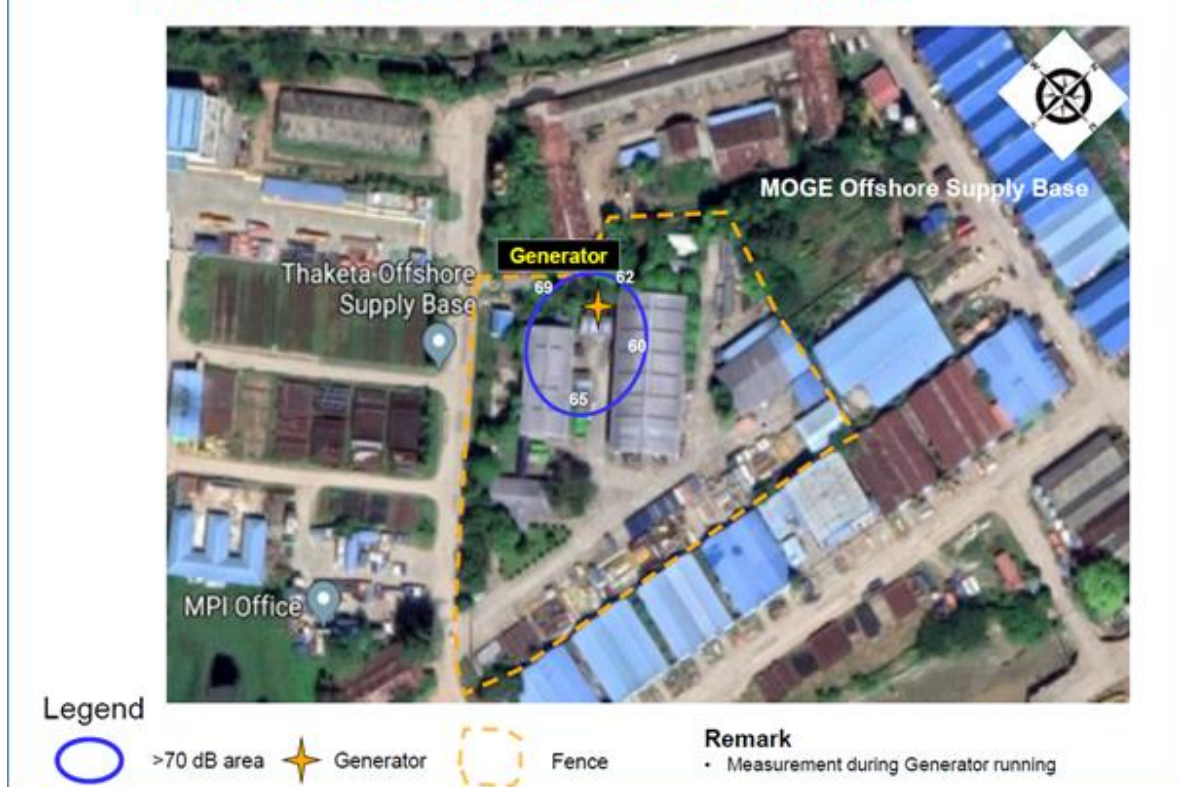 MOGE Offshore Supply Base
Generator
62
69
Thaketa Offshore
Supply Base
60
65
MPI Office
Legend
>70 dB area
Generator
Fence
Remark
• Measurement during Generator running